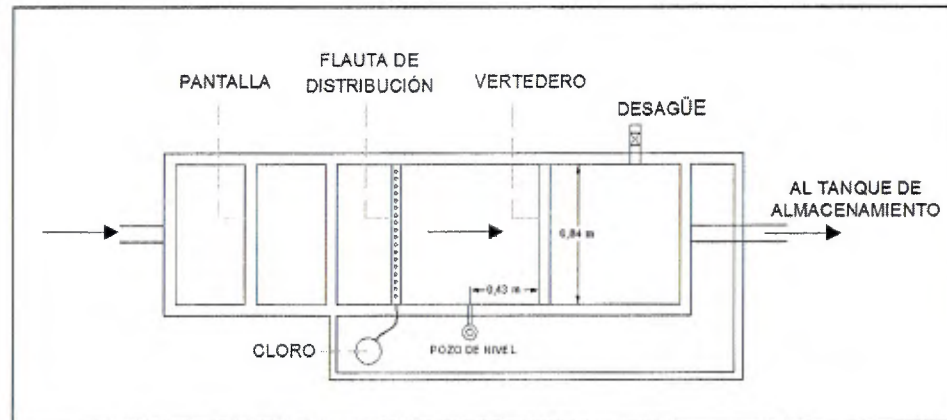 PANTALLA
FLAUTA DE
DISTRIBUCIÓN
VERTEDERO
DESAGÜE
AL TANQUE DE
ALMACENAMIENTO
0,84 m
0,43 m
CLORO
POZO DE NIVEL